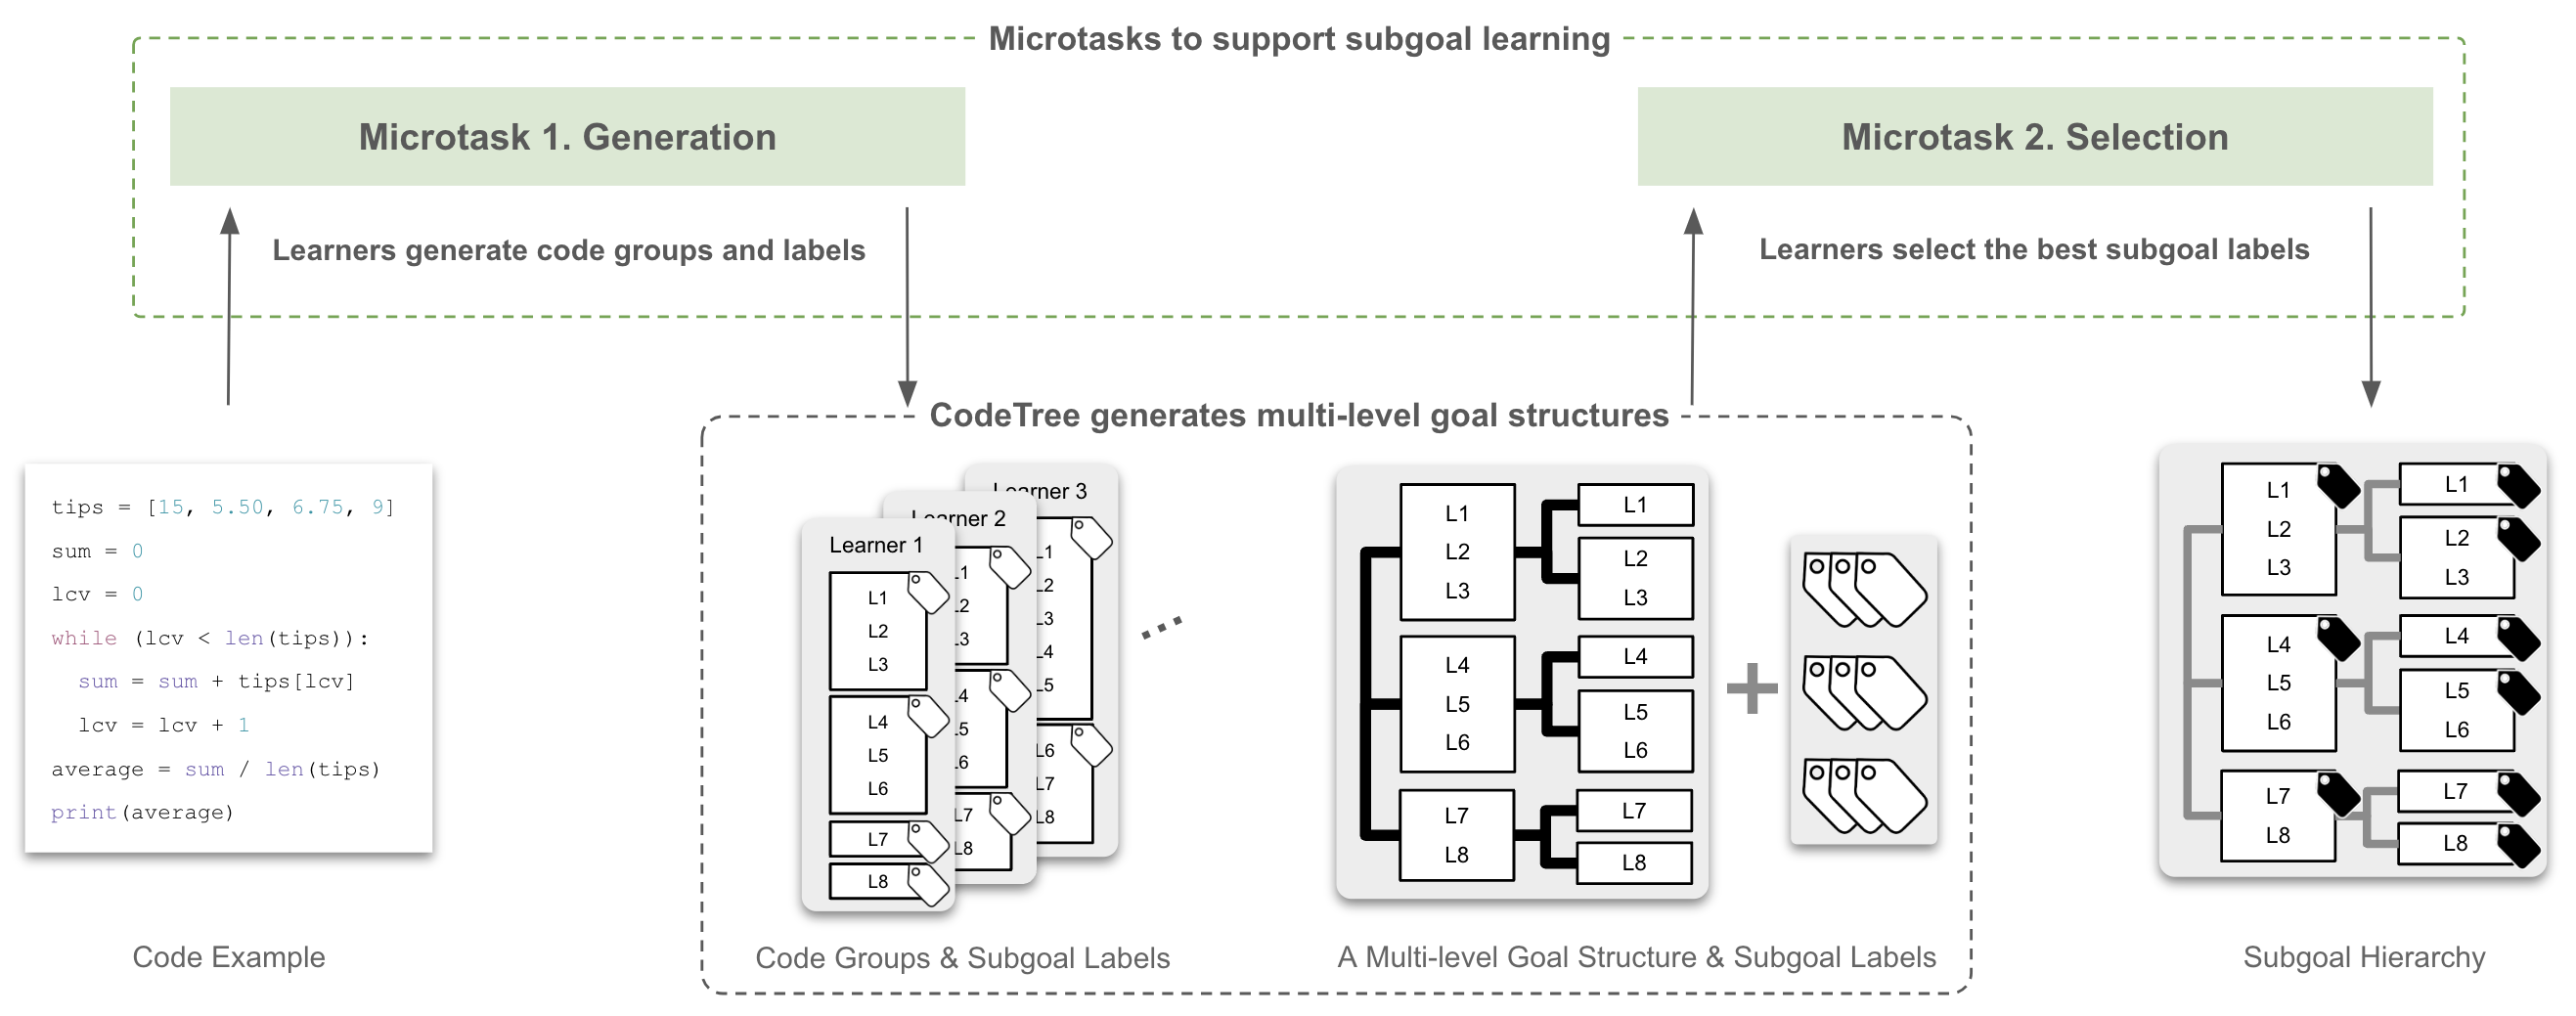 Microtasks to support subgoal learning
Microtask 1. Generation
Microtask 2. Selection
Learners generate code groups and labels
Learners select the best subgoal labels
CodeTree generates multi-level goal structures
tips = [15, 5.50, 6.75, 9]
sum = 0
lcv = 0
while (lcv < len(tips)):
sum = sum + tips[lcv]
lcv = lcv + 1
average = sum / len(tips)
print(average)
Code Example
Learner 1
L1
L2
L3
L4
L5
L6
L7
L8
Learner 2
L1
L2
L3
L4
L5
L6
L7
L8
Learner 3
L1
L2
L3
L4
L5
L6
L7
L8
...
Code Groups & Subgoal Labels
L1
L2
L3
L1
L2
L3
L4
L5
L6
L4
L5
L6
L7
L8
L7
L8
+
A Multi-level Goal Structure & Subgoal Labels
L1
L2
L3
L1
L2
L3
L4
L5
L6
L4
L5
L6
L7
L8
L7
L8
Subgoal Hierarchy